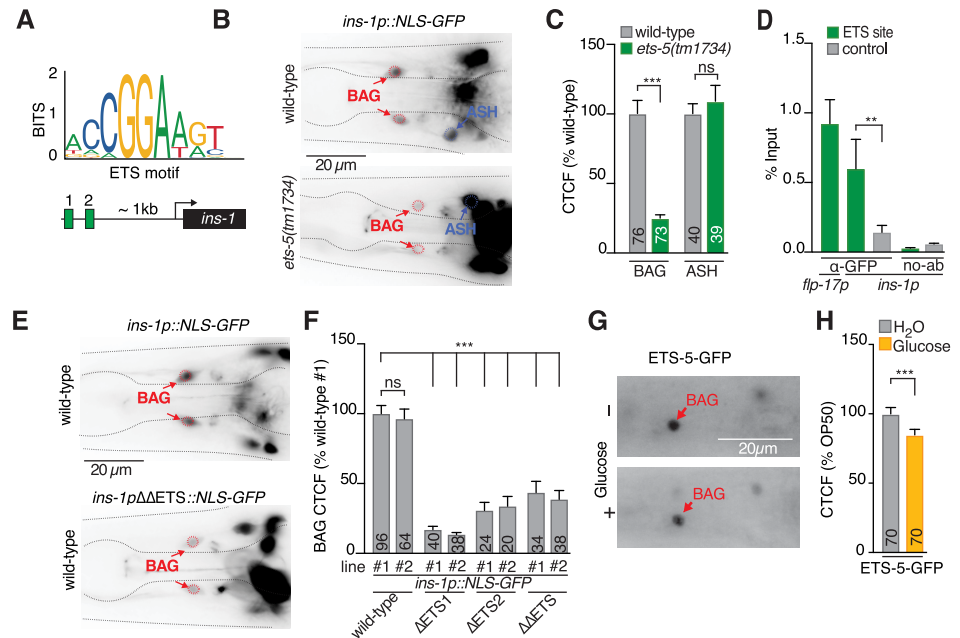 A
BITS
2
1
0
ACCGGAAGT
ETS motif
1 2
~ 1kb
ins-1
B
ins-1p::NLS-GFP
wild-type
BAG
ASH
20 µm
ets-5(tm1734)
BAG
ASH
C
wild-type
ets-5(tm1734)
CTCF (% wild-type)
150
100
50
0
***
ns
76
73
40
39
BAG ASH
D
ETS site
control
% Input
1.5
1.0
0.5
0.0
**
α-GFP no-ab
flp-17p ins-1p
E
ins-1p::NLS-GFP
wild-type
BAG
20 µm
ins-1pΔΔETS::NLS-GFP
wild-type
BAG
F
BAG CTCF (% wild-type #1)
150
100
50
0
***
ns
96
64
40
38
24
20
34
38
line #1 #2 #1 #2 #1 #2 #1 #2
ins-1p::NLS-GFP
wild-type
ΔETS1
ΔETS2
ΔΔETS
G
ETS-5-GFP
Glucose
–
BAG
20µm
+
BAG
H
H2O
Glucose
CTCF (% OP50)
150
100
50
0
***
70
70
ETS-5-GFP